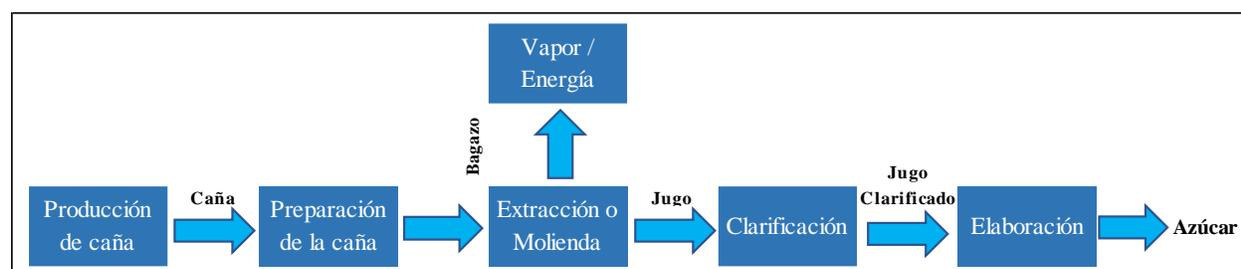 Vapor /
Energía
Bagazo
Producción
de caña
Caña
Preparación
de la caña
Extracción o
Molienda
Jugo
Clarificación
Jugo
Clarificado
Elaboración
Azúcar